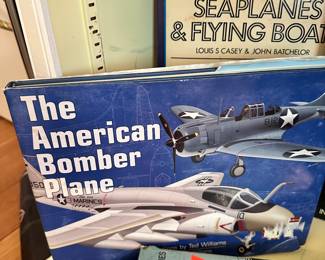 SEAPLANES
& FLYING BOAT
LOUIS S CASEY & JOHN BATCHELOR
The
American
Bomber
Plane
MARINES
by Ted Williams